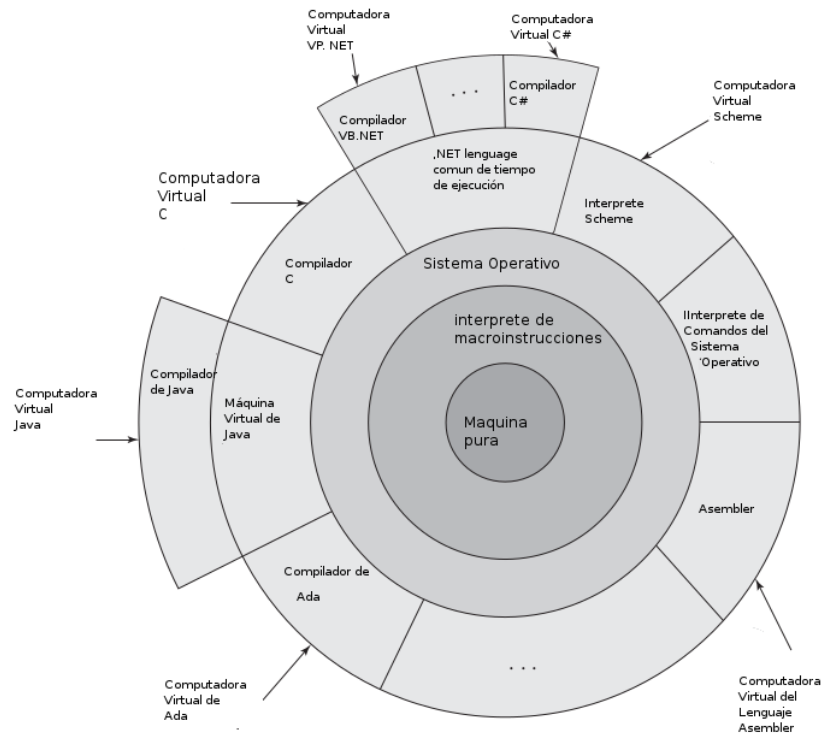 Computadora
Virtual
VP. NET
Computadora
Virtual C#
Compilador
VB.NET
. . .
Compilador
C#
Computadora
Virtual
Scheme
.NET lenguage
comun de tiempo
de ejecución
Computadora
Virtual
C
Interprete
Scheme
Compilador
C
Sistema Operativo
IInterprete de
Comandos del
Sistema
'Operativo
interprete de
macroinstrucciones
Compilador
de Java
Máquina
Virtual de
Java
Computadora
Virtual
Java
Maquina
pura
Asembler
Compilador de
Ada
. . .
Computadora
Virtual de
Ada
Computadora
Virtual del
Lenguaje
Asembler